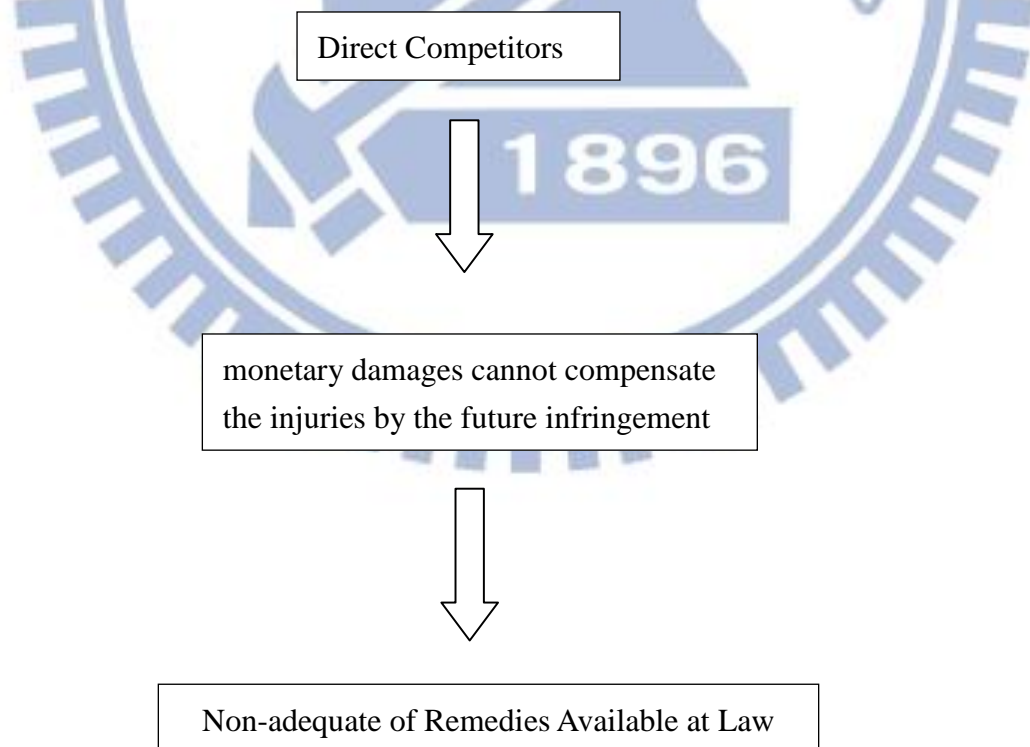 Direct Competitors
1896
monetary damages cannot compensate
the injuries by the future infringement
Non-adequate of Remedies Available at Law